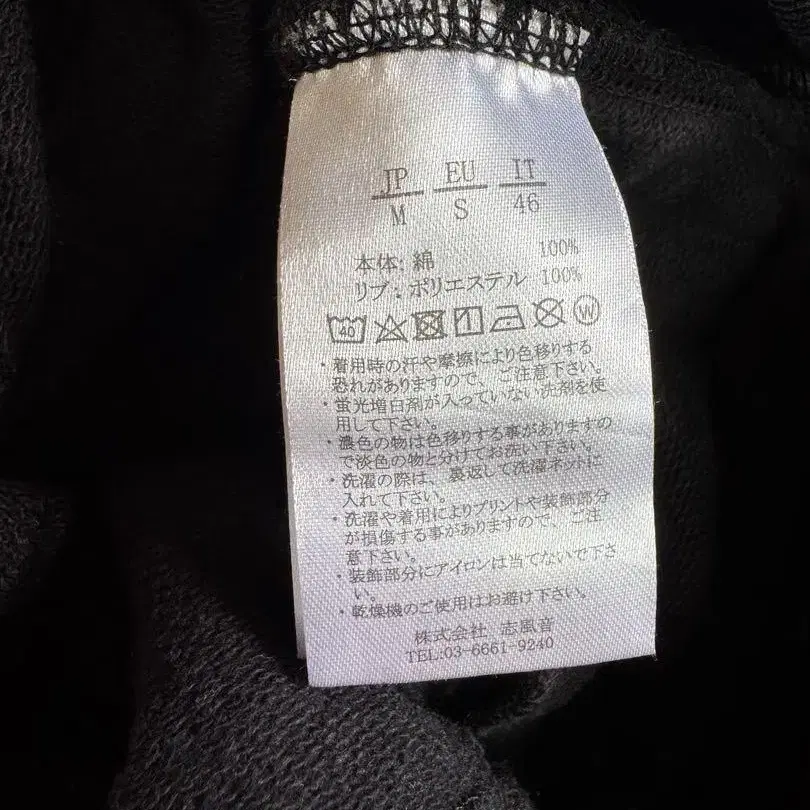 JP EU IT
M S 46
本体: 綿 100%
リブ: ポリエステル 100%
40 W
・着用時の汗や摩擦により色移りする
恐れがありますので、ご注意下さい。
・蛍光増白剤が入っていない洗剤を使
用して下さい。
・濃色の物は色移りする事がありますの
で淡色の物と分けてお洗い下さい。
・洗濯の際は、裏返して洗濯ネットに
入れて下さい。
・洗濯や着用によりプリントや装飾部分
が損傷する事がありますので、ご注
意下さい。
・装飾部分にアイロンは当てないで下さ
い。
・乾燥機のご使用はお避け下さい。
株式会社 志風音
TEL:03-6661-9240